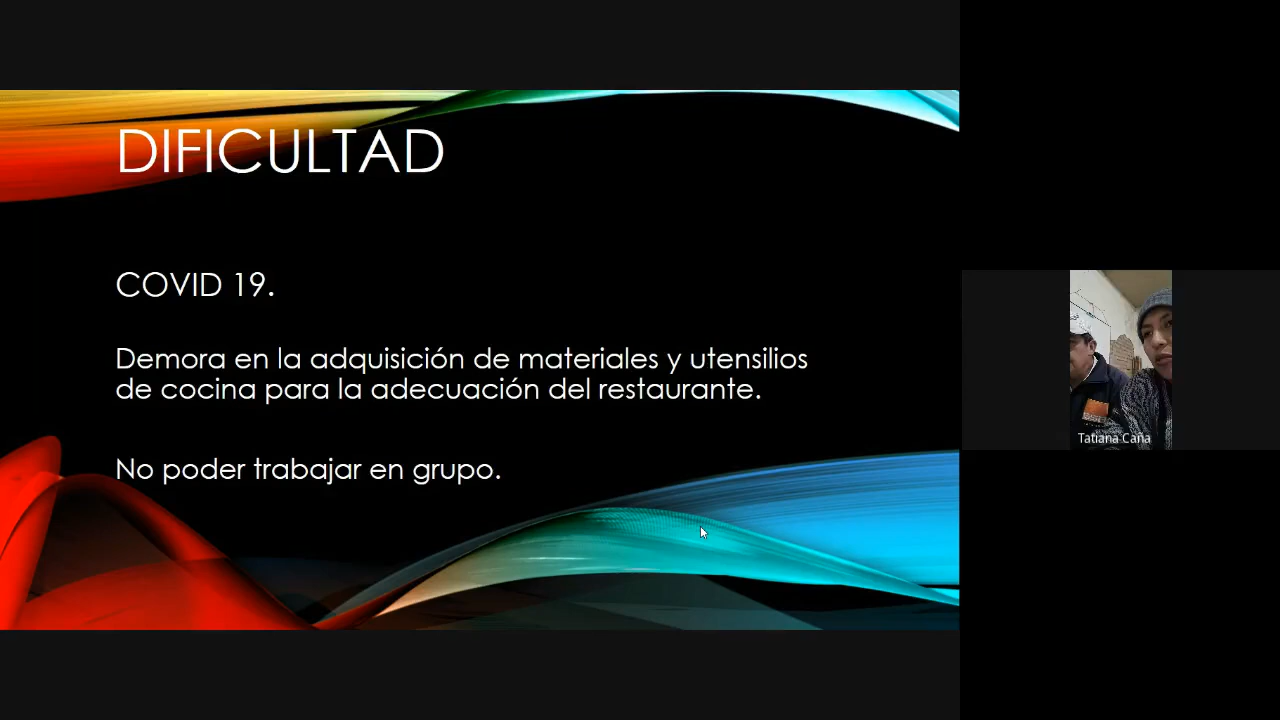 DIFICULTAD
COVID 19.
Demora en la adquisición de materiales y utensilios
de cocina para la adecuación del restaurante.
No poder trabajar en grupo.
Tatiana Caña